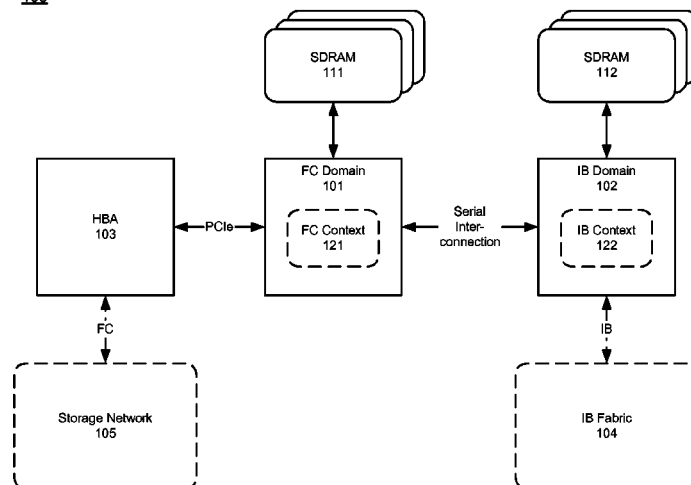 SDRAM
111
SDRAM
112
HBA
103
PCIe
FC Domain
101
FC Context
121
Serial
Inter-
connection
IB Domain
102
IB Context
122
FC
IB
Storage Network
105
IB Fabric
104